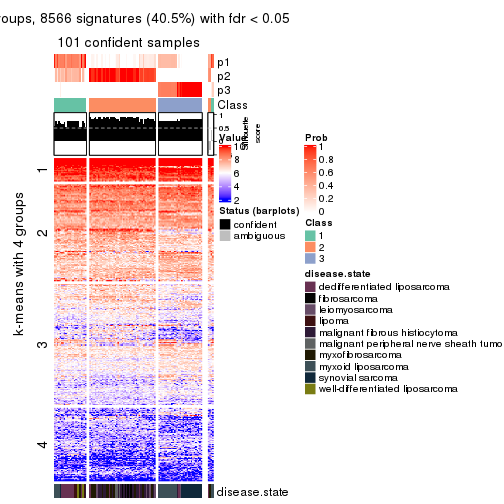 roups, 8566 signatures (40.5%) with fdr < 0.05
101 confident samples
p1
p2
p3
Class
1
0.5
0
Silhouette
score
k-means with 4 groups
1
2
3
4
Value
10
8
6
4
2
Status (barplots)
confident
ambiguous
Prob
1
0.8
0.6
0.4
0.2
0
Class
1
2
3
disease.state
dedifferentiated liposarcoma
fibrosarcoma
leiomyosarcoma
lipoma
malignant fibrous histiocytoma
malignant peripheral nerve sheath tumo
myxofibrosarcoma
myxoid liposarcoma
synovial sarcoma
well-differentiated liposarcoma
disease.state